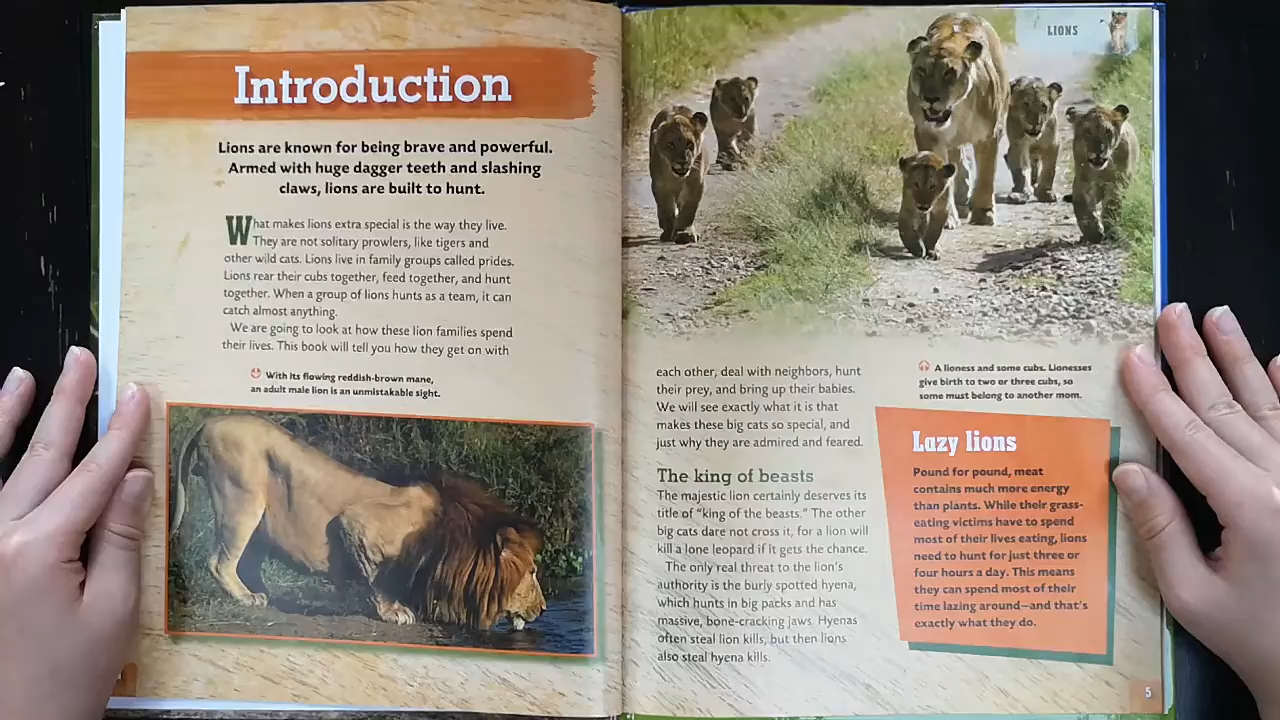 Introduction
Lions are known for being brave and powerful.
Armed with huge dagger teeth and slashing
claws, lions are built to hunt.
What makes lions extra special is the way they live.
They are not solitary prowlers, like tigers and
other wild cats. Lions live in family groups called prides.
Lions rear their cubs together, feed together, and hunt
together. When a group of lions hunts as a team, it can
catch almost anything.
We are going to look at how these lion families spend
their lives. This book will tell you how they get on with
With its flowing reddish-brown mane,
an adult male lion is an unmistakable sight.
LIONS
each other, deal with neighbors, hunt
their prey, and bring up their babies.
We will see exactly what it is that
makes these big cats so special, and
just why they are admired and feared.
The king of beasts
The majestic lion certainly deserves its
title of “king of the beasts.” The other
big cats dare not cross it, for a lion will
kill a lone leopard if it gets the chance.
The only real threat to the lion's
authority is the burly spotted hyena,
which hunts in big packs and has
massive, bone-cracking jaws. Hyenas
often steal lion kills, but then lions
also steal hyena kills.
A lioness and some cubs. Lionesses
give birth to two or three cubs, so
some must belong to another mom.
Lazy lions
Pound for pound, meat
contains much more energy
than plants. While their grass-
eating victims have to spend
most of their lives eating, lions
need to hunt for just three or
four hours a day. This means
they can spend most of their
time lazing around—and that's
exactly what they do.
5